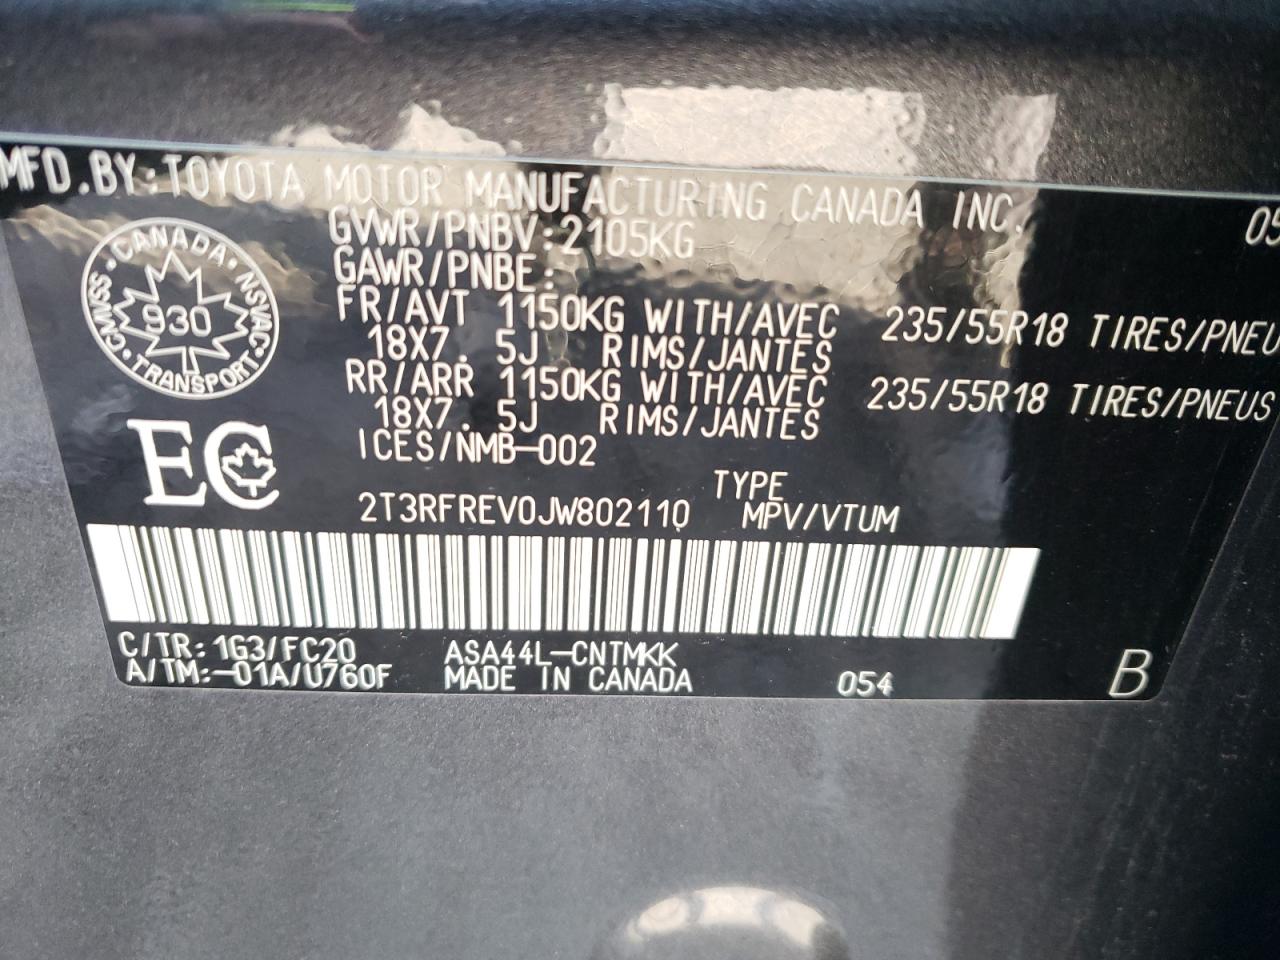 MFD.BY:TOYOTA MOTOR MANUFACTURING CANADA INC. 05
GVWR/PNBV:2105KG
GAWR/PNBE:
FR/AVT 1150KG WITH/AVEC 235/55R18 TIRES/PNEU
18X7.5J RIMS/JANTES
RR/ARR 1150KG WITH/AVEC 235/55R18 TIRES/PNEUS
18X7.5J RIMS/JANTES
ICES/NMB-002
CANADA
CMVSS NSVAC
930
TRANSPORT
EC
TYPE
2T3RFREV0JW802110 MPV/VTUM
C/TR:1G3/FC20 ASA44L-CNTMKK
A/TM:-01A/U760F MADE IN CANADA 054 B